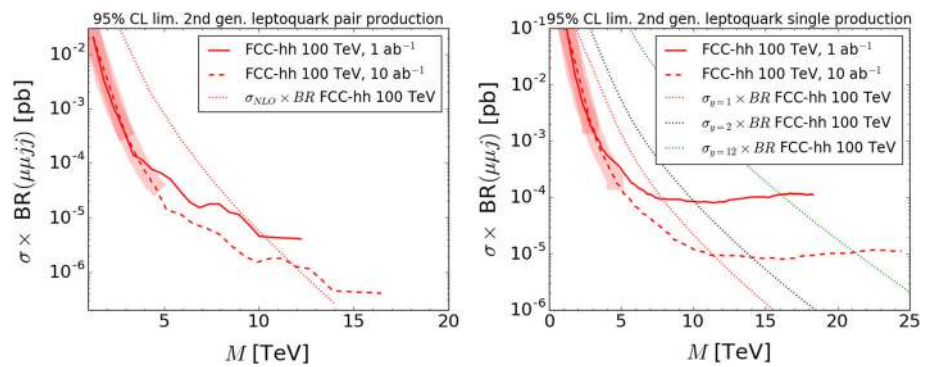 95% CL lim. 2nd gen. leptoquark pair production
σ × BR(μμjj) [pb]
10⁻²
10⁻³
10⁻⁴
10⁻⁵
10⁻⁶
FCC-hh 100 TeV, 1 ab⁻¹
FCC-hh 100 TeV, 10 ab⁻¹
σ_NLO × BR FCC-hh 100 TeV
5 10 15 20
M [TeV]
95% CL lim. 2nd gen. leptoquark single production
σ × BR(μμj) [pb]
10⁻¹
10⁻²
10⁻³
10⁻⁴
10⁻⁵
10⁻⁶
FCC-hh 100 TeV, 1 ab⁻¹
FCC-hh 100 TeV, 10 ab⁻¹
σ_y=1 × BR FCC-hh 100 TeV
σ_y=2 × BR FCC-hh 100 TeV
σ_y=12 × BR FCC-hh 100 TeV
0 5 10 15 20 25
M [TeV]